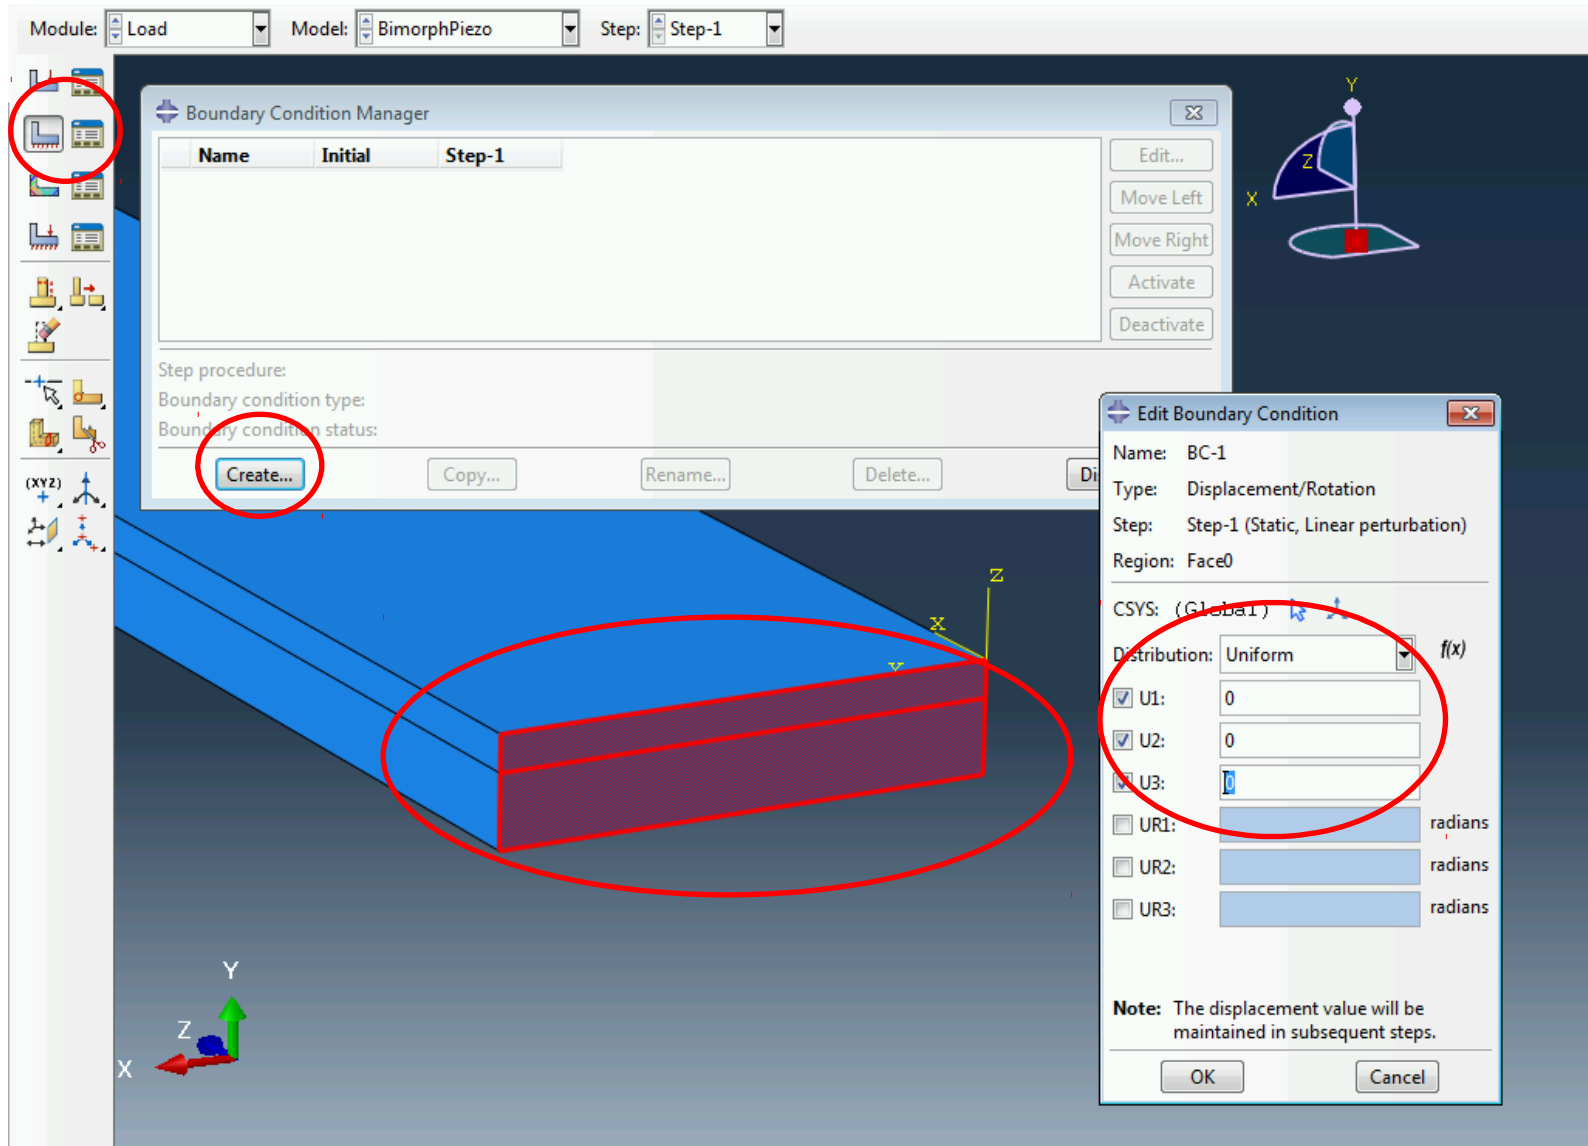 Module: Load Model: BimorphPiezo Step: Step-1
Boundary Condition Manager
Name Initial Step-1
Edit...
Move Left
Move Right
Activate
Deactivate
Step procedure:
Boundary condition type:
Boundary condition status:
Create... Copy... Rename... Delete... Di
Y
Z
X
(XYZ)
Edit Boundary Condition
Name: BC-1
Type: Displacement/Rotation
Step: Step-1 (Static, Linear perturbation)
Region: Face0
CSYS: (Global)
Distribution: Uniform f(x)
U1: 0
U2: 0
U3: 0
UR1: radians
UR2: radians
UR3: radians
Note: The displacement value will be
maintained in subsequent steps.
OK Cancel
Z
X
Y
Y
Z
X